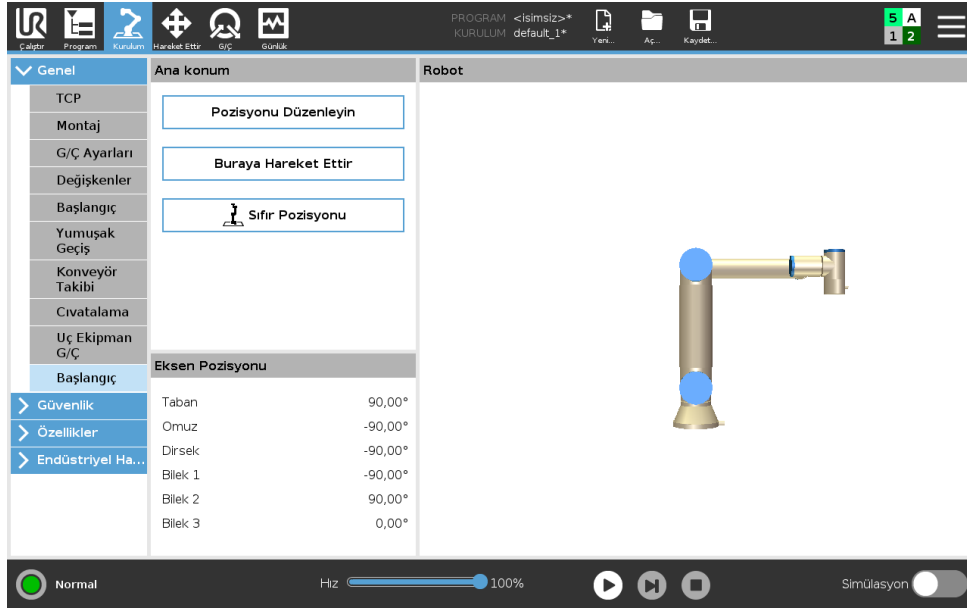 PROGRAM <isimsiz>*
KURULUM default_1*
Çalıştır Program Kurulum Hareket Ettir G/Ç Günlük Yeni... Aç... Kaydet...
5 A
1 2
Genel
TCP
Montaj
G/Ç Ayarları
Değişkenler
Başlangıç
Yumuşak
Geçiş
Konveyör
Takibi
Cıvatalama
Uç Ekipman
G/Ç
Başlangıç
Güvenlik
Özellikler
Endüstriyel Ha...
Ana konum
Pozisyonu Düzenleyin
Buraya Hareket Ettir
Sıfır Pozisyonu
Eksen Pozisyonu
Taban 90,00°
Omuz -90,00°
Dirsek -90,00°
Bilek 1 -90,00°
Bilek 2 90,00°
Bilek 3 0,00°
Robot
Normal Hız 100% Simülasyon